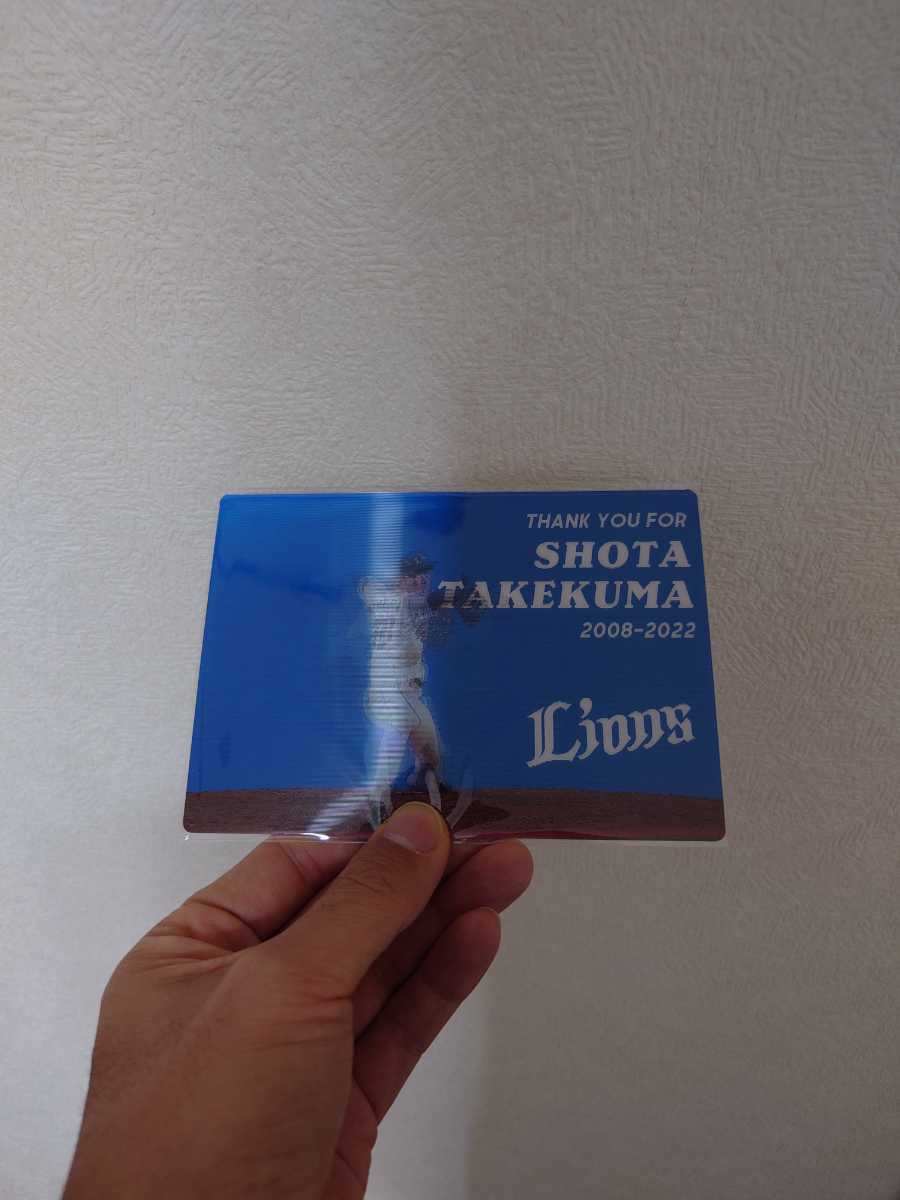 THANK YOU FOR
SHOTA
TAKEKUMA
2008-2022
Lions